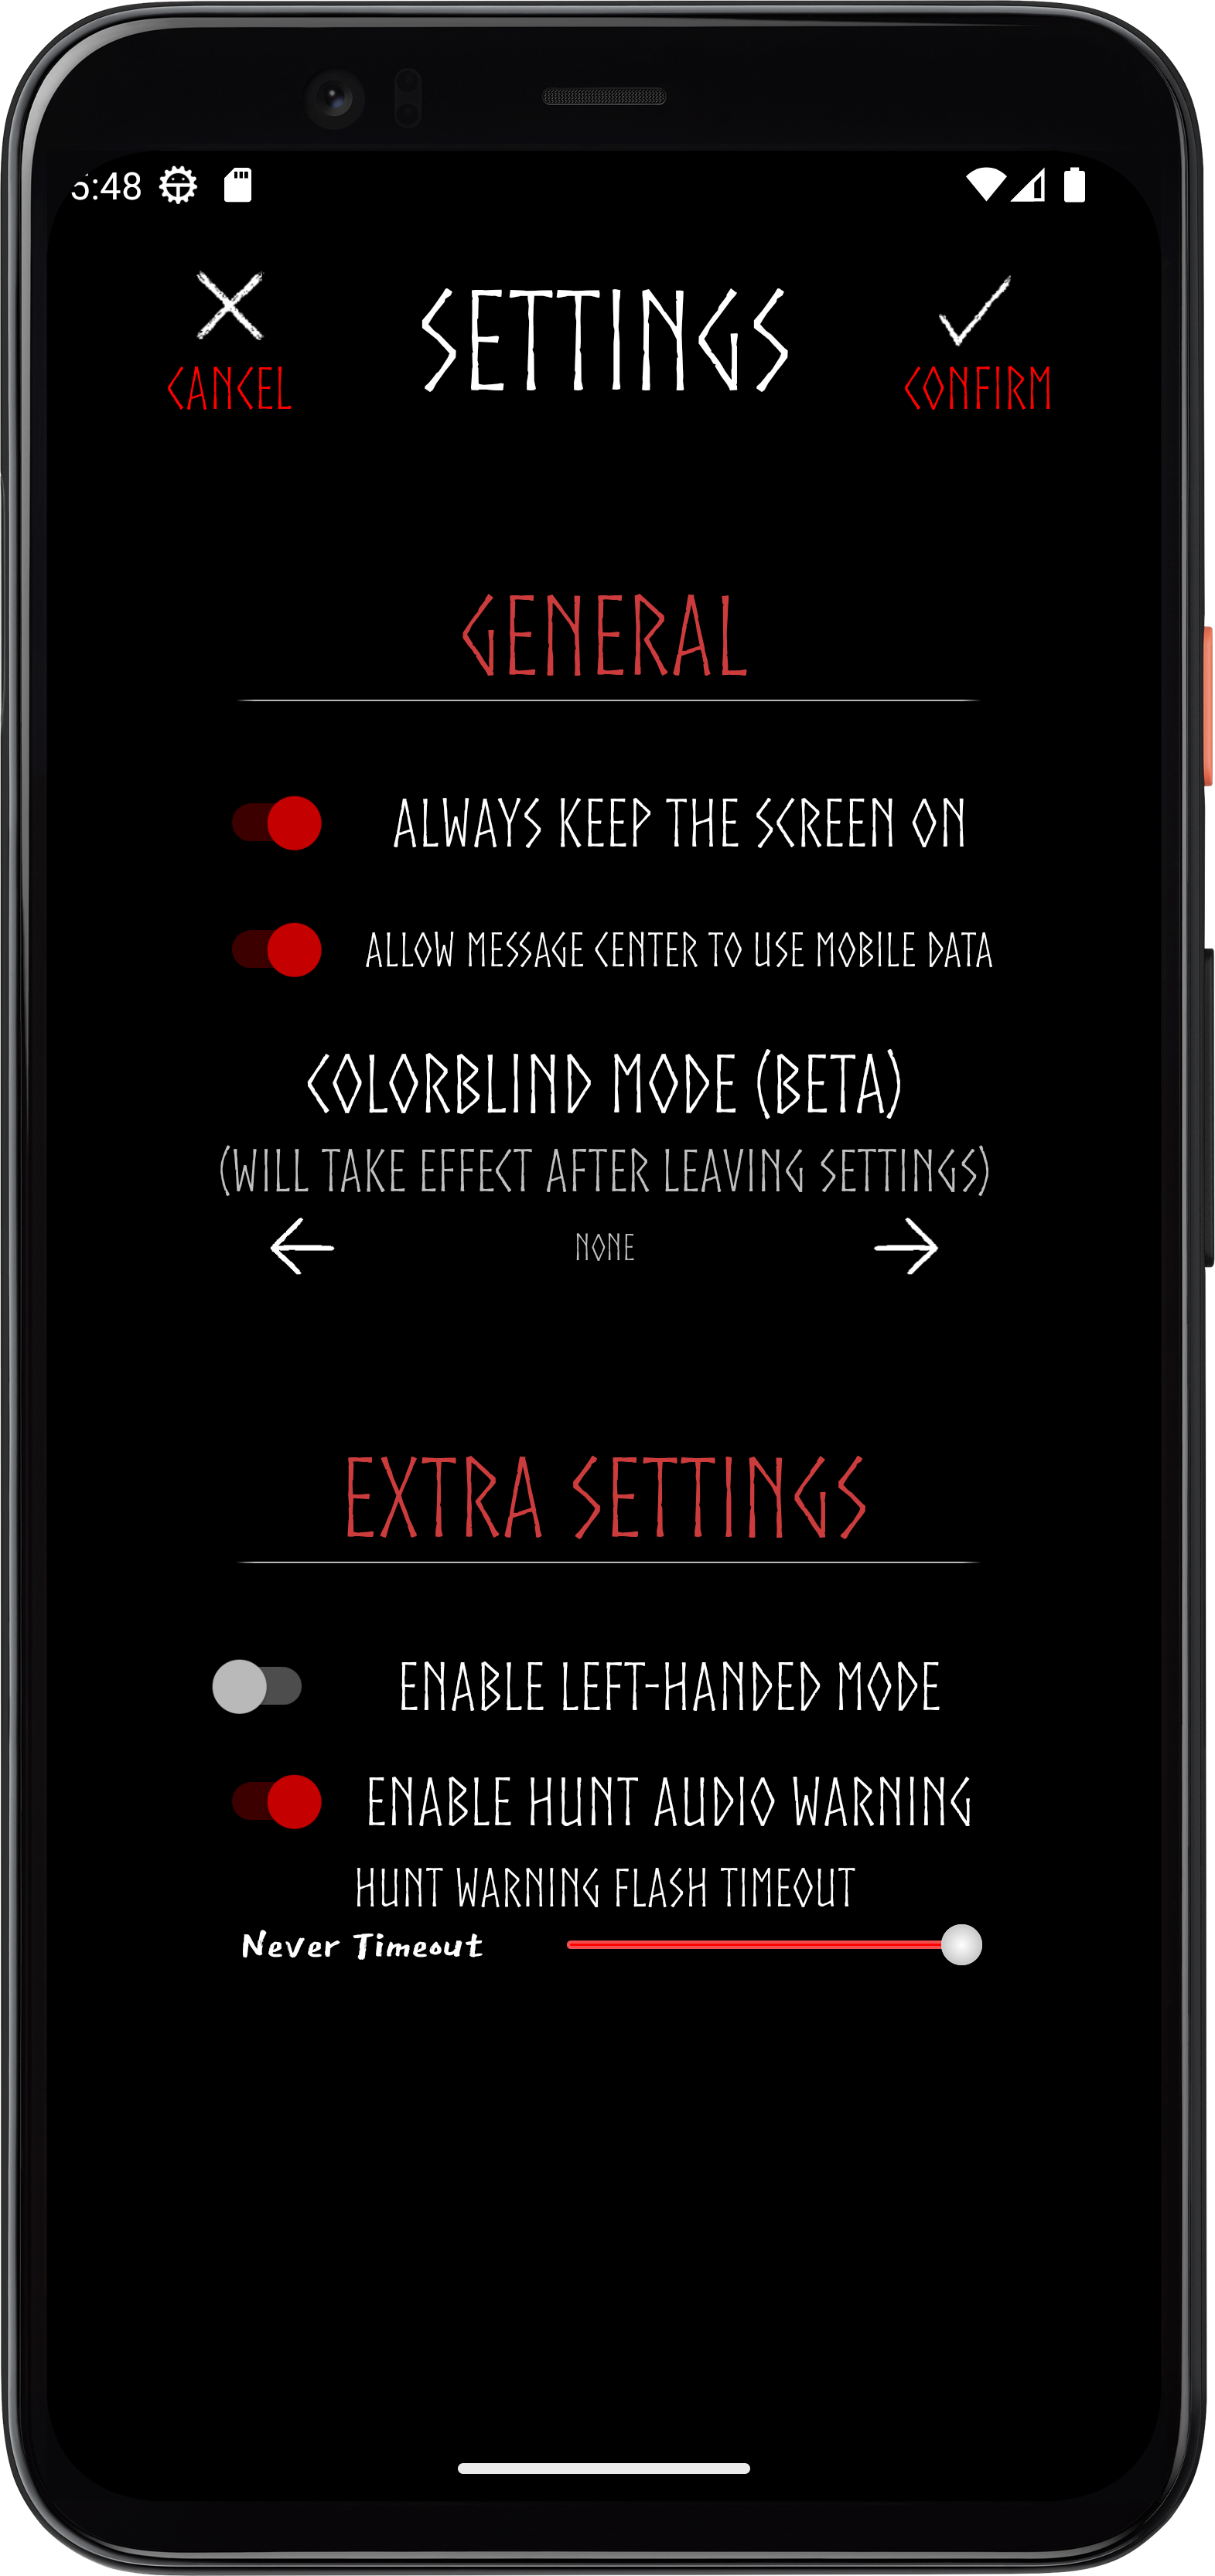 5:48
SETTINGS
CANCEL
CONFIRM
GENERAL
ALWAYS KEEP THE SCREEN ON
ALLOW MESSAGE CENTER TO USE MOBILE DATA
COLORBLIND MODE (BETA)
(WILL TAKE EFFECT AFTER LEAVING SETTINGS)
NONE
EXTRA SETTINGS
ENABLE LEFT-HANDED MODE
ENABLE HUNT AUDIO WARNING
HUNT WARNING FLASH TIMEOUT
Never Timeout